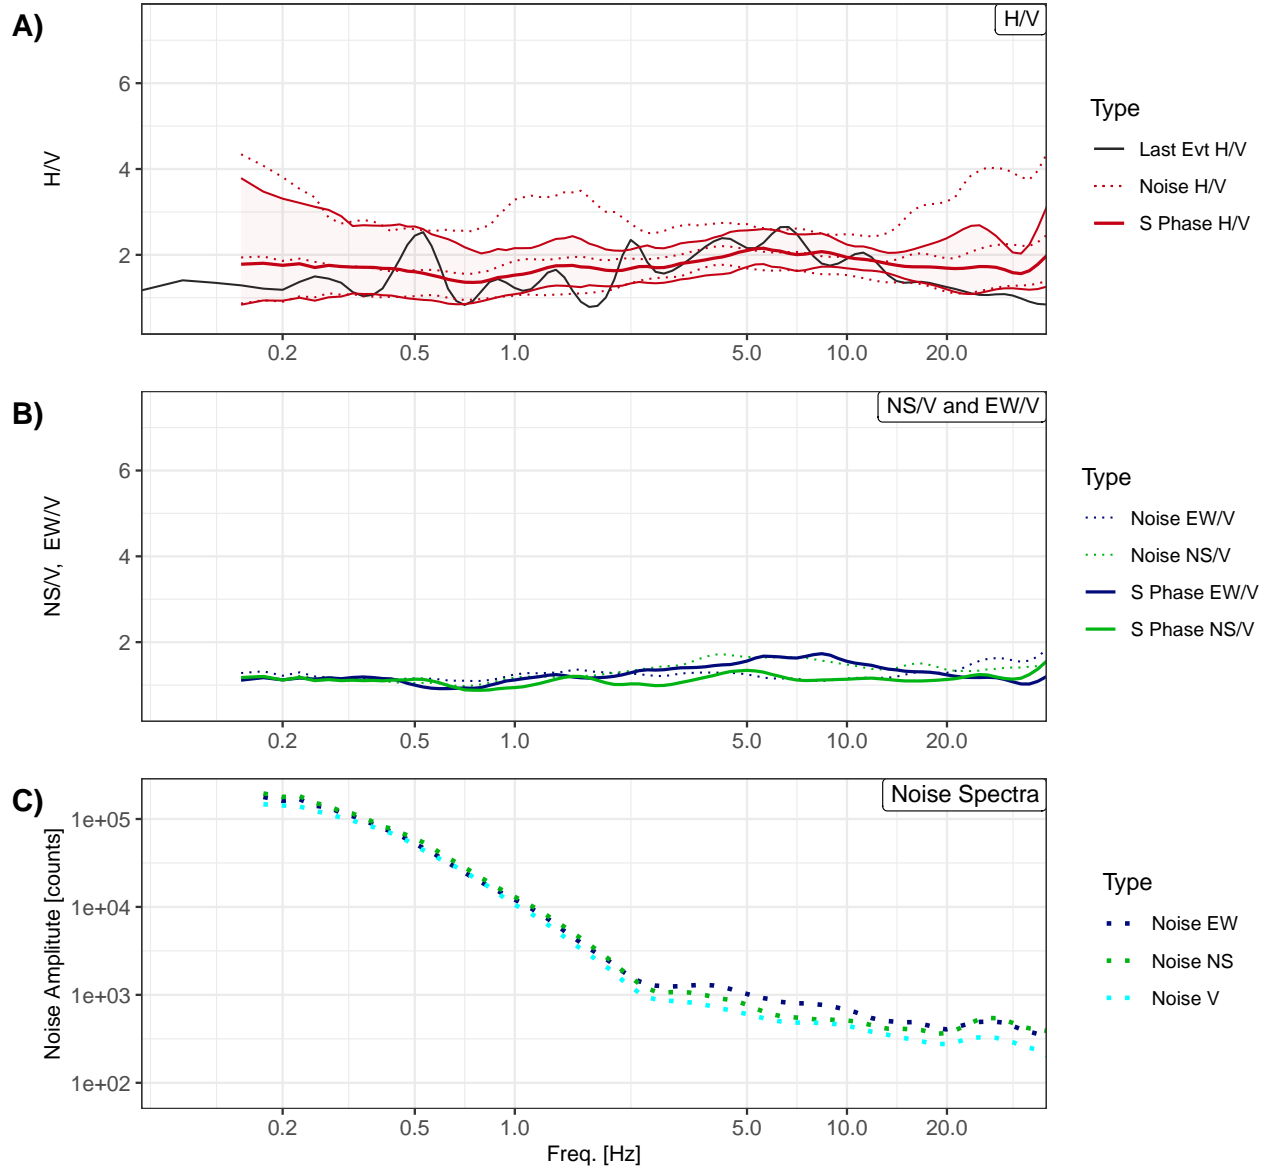 A)
H/V
H/V
6
4
2
0.2 0.5 1.0 5.0 10.0 20.0
Type
Last Evt H/V
Noise H/V
S Phase H/V
B)
NS/V and EW/V
NS/V, EW/V
6
4
2
0.2 0.5 1.0 5.0 10.0 20.0
Type
Noise EW/V
Noise NS/V
S Phase EW/V
S Phase NS/V
C)
Noise Spectra
Noise Amplitute [counts]
1e+05
1e+04
1e+03
1e+02
0.2 0.5 1.0 5.0 10.0 20.0
Freq. [Hz]
Type
Noise EW
Noise NS
Noise V